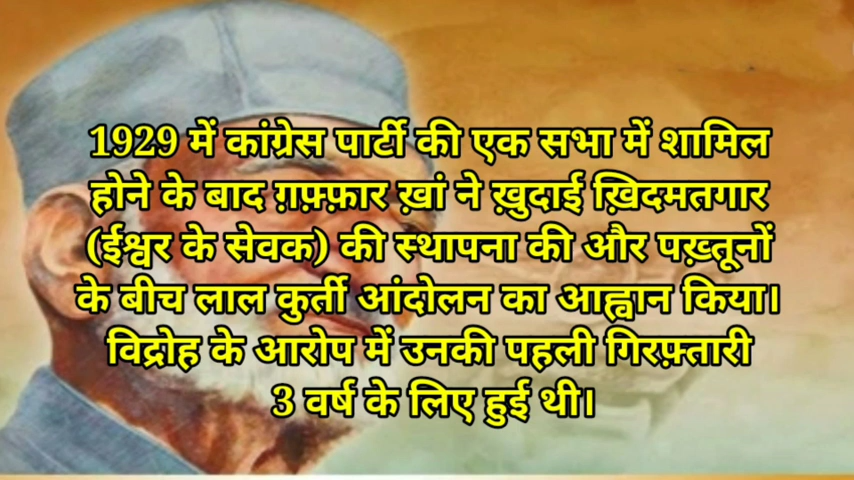 1929 में कांग्रेस पार्टी की एक सभा में शामिल
होने के बाद ग़फ़्फ़ार ख़ां ने ख़ुदाई ख़िदमतगार
(ईश्वर के सेवक) की स्थापना की और पख़्तूनों
के बीच लाल कुर्ती आंदोलन का आह्वान किया।
विद्रोह के आरोप में उनकी पहली गिरफ़्तारी
3 वर्ष के लिए हुई थी।